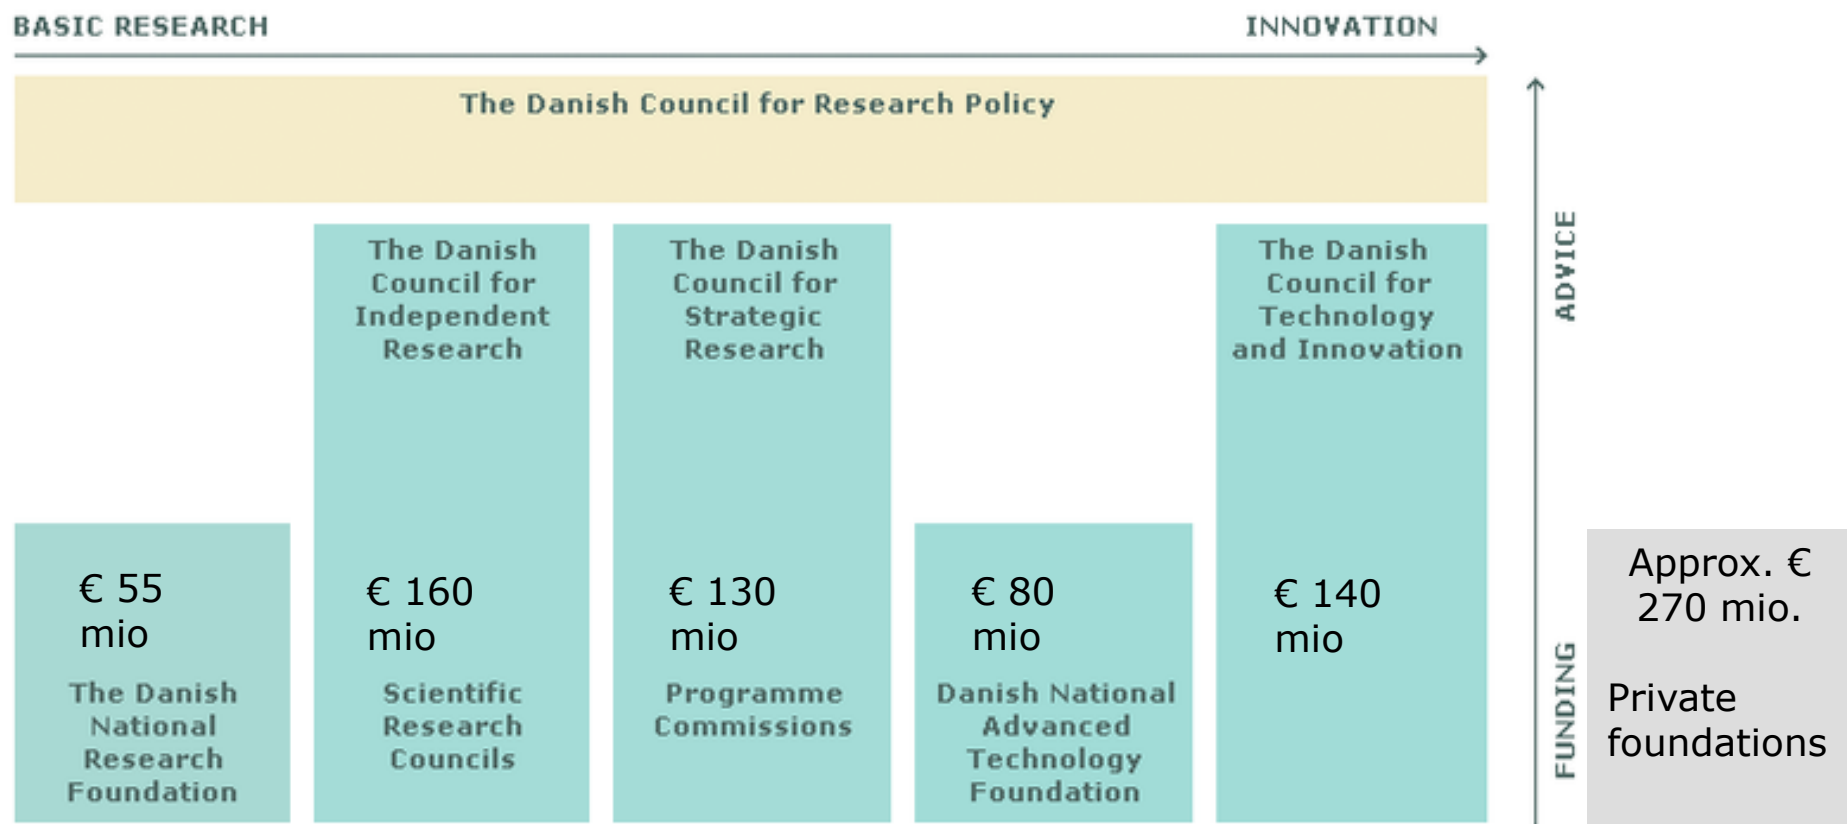 BASIC RESEARCH
INNOVATION
The Danish Council for Research Policy
The Danish
Council for
Independent
Research
The Danish
Council for
Strategic
Research
The Danish
Council for
Technology
and Innovation
ADVICE
€ 55
mio
The Danish
National
Research
Foundation
€ 160
mio
Scientific
Research
Councils
€ 130
mio
Programme
Commissions
€ 80
mio
Danish National
Advanced
Technology
Foundation
€ 140
mio
FUNDING
Approx. €
270 mio.
Private
foundations